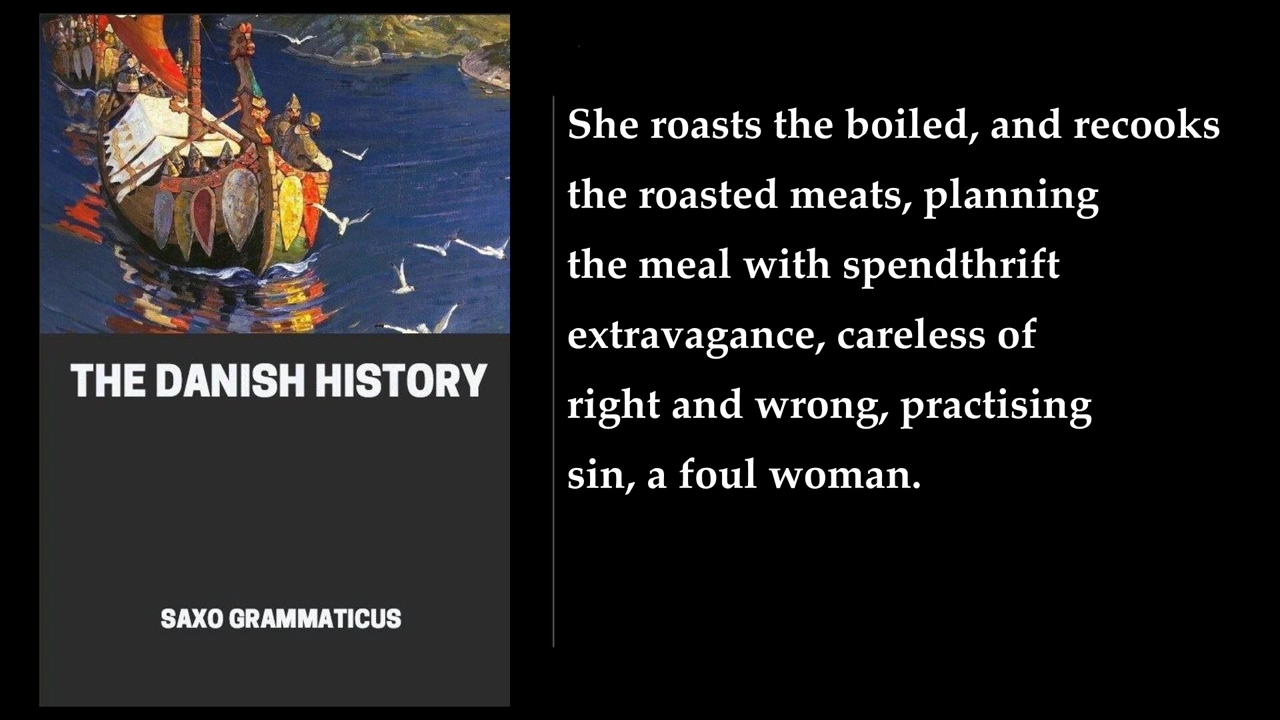 THE DANISH HISTORY
SAXO GRAMMATICUS
She roasts the boiled, and recooks
the roasted meats, planning
the meal with spendthrift
extravagance, careless of
right and wrong, practising
sin, a foul woman.